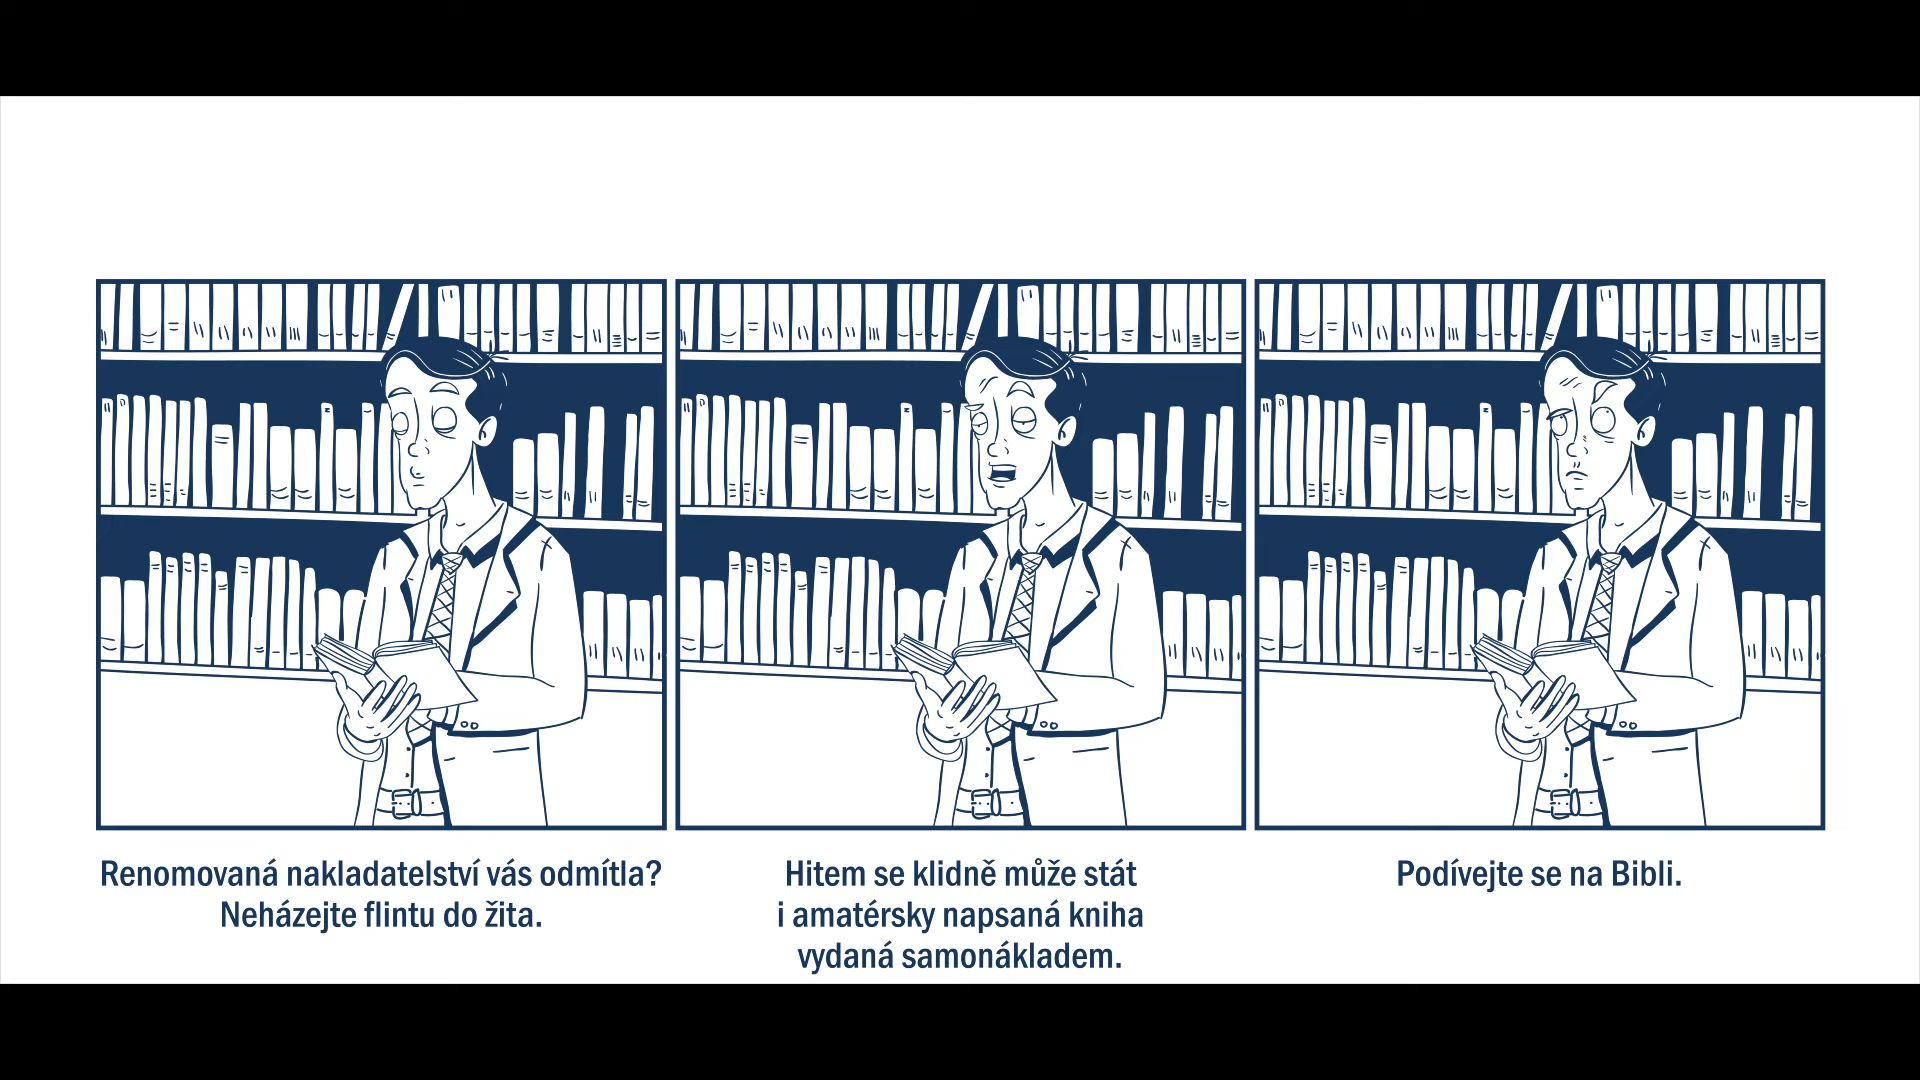 Renomovaná nakladatelství vás odmítla?
Neházejte flintu do žita.
Hitem se klidně může stát
i amatérsky napsaná kniha
vydaná samonákladem.
Podívejte se na Bibli.